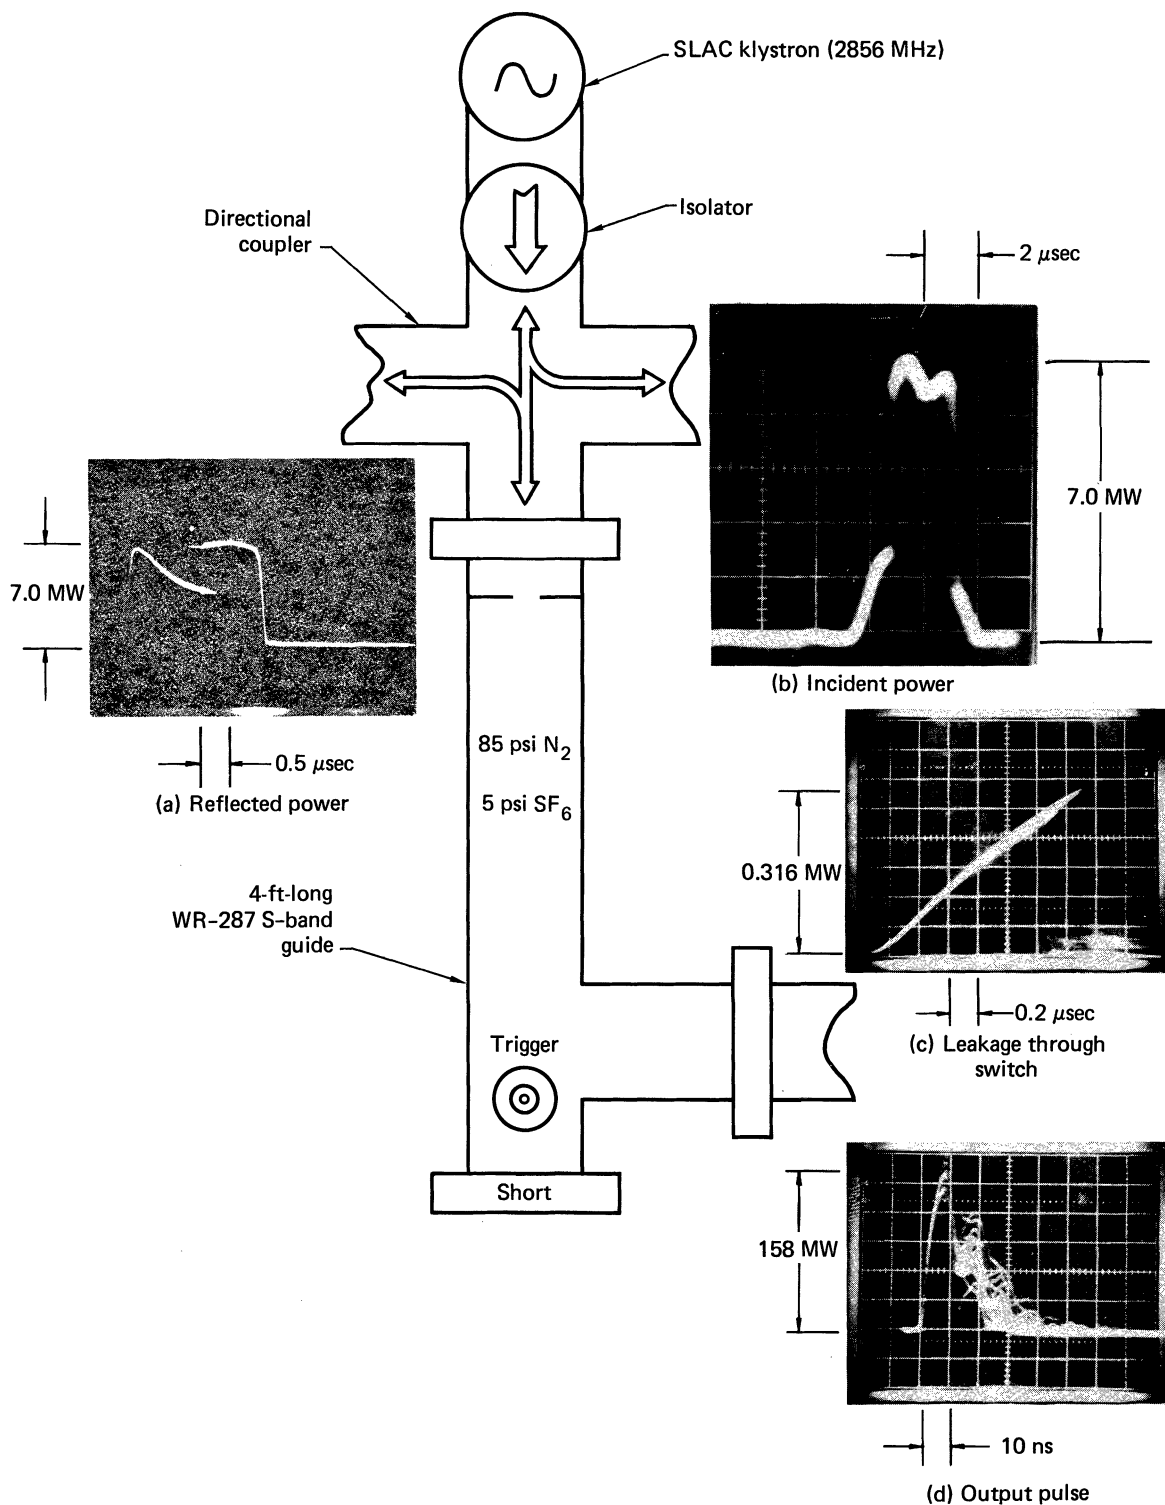 SLAC klystron (2856 MHz)
Isolator
Directional
coupler
2 μsec
7.0 MW
(b) Incident power
7.0 MW
0.5 μsec
(a) Reflected power
85 psi N2
5 psi SF6
4-ft-long
WR-287 S-band
guide
0.316 MW
0.2 μsec
(c) Leakage through
switch
Trigger
Short
158 MW
10 ns
(d) Output pulse